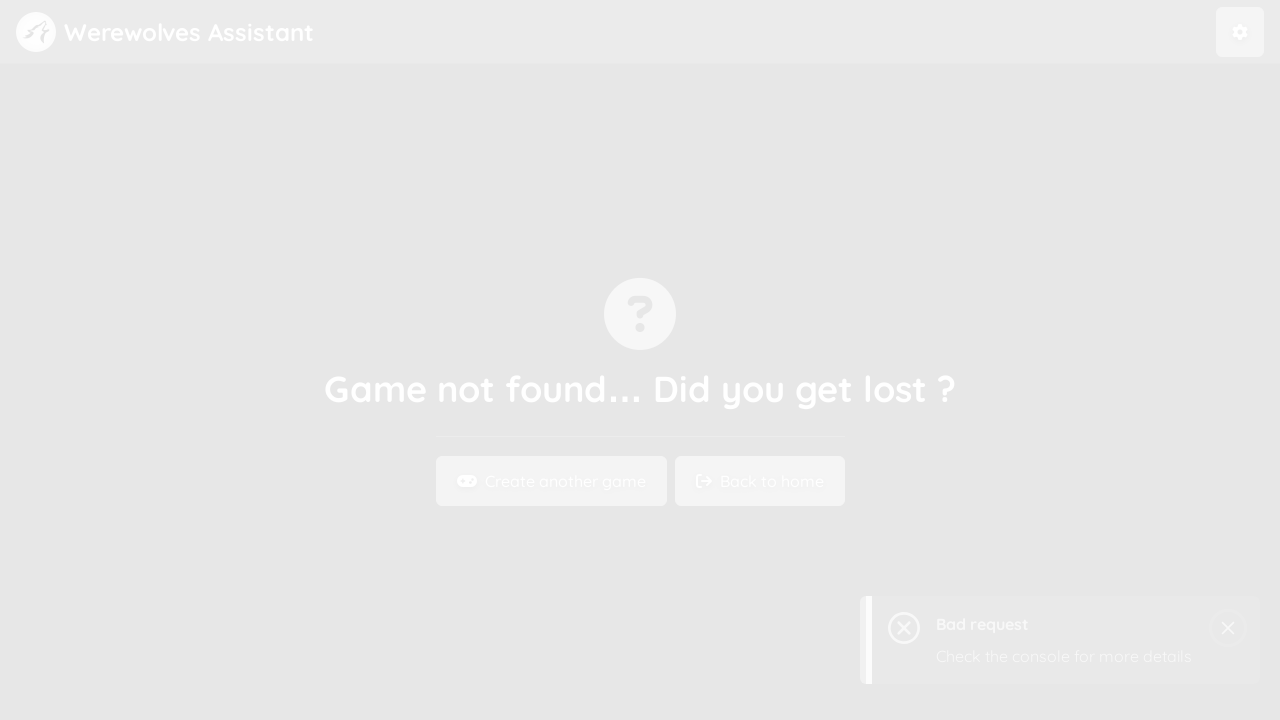 Werewolves Assistant
Game not found... Did you get lost ?
Create another game
Back to home
Bad request
Check the console for more details